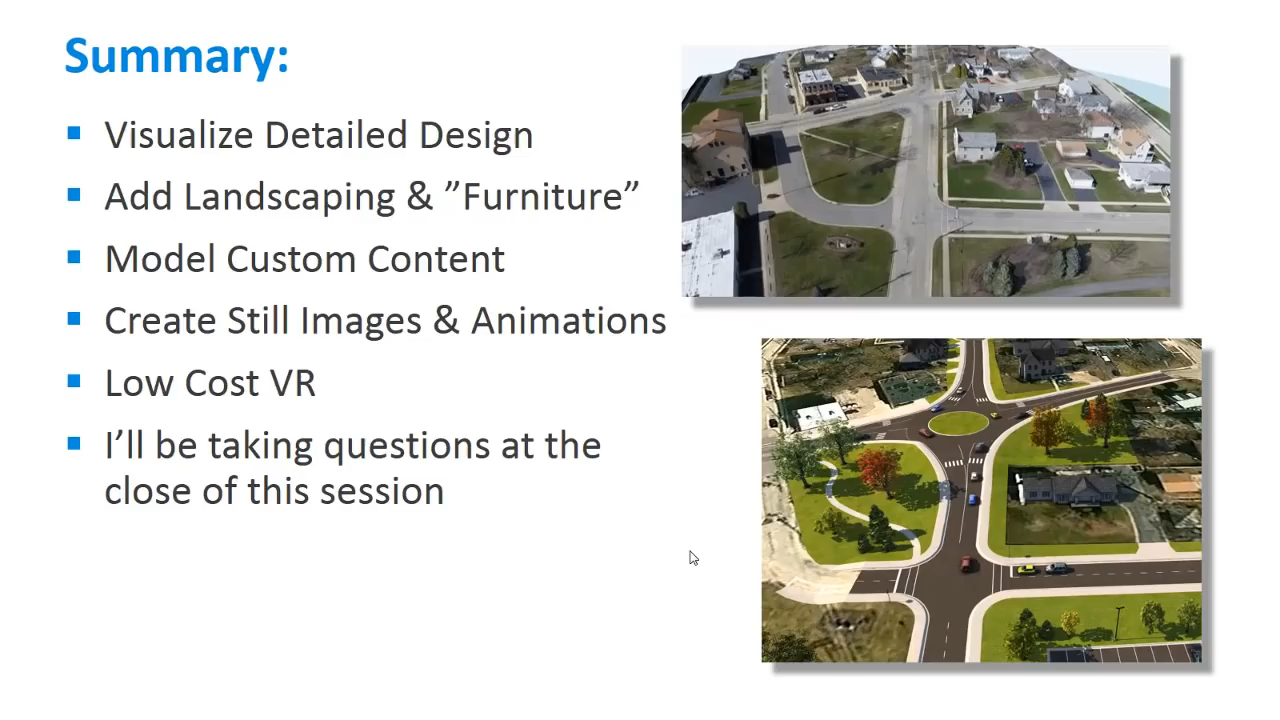 Summary:
Visualize Detailed Design
Add Landscaping & ”Furniture”
Model Custom Content
Create Still Images & Animations
Low Cost VR
I’ll be taking questions at the
close of this session